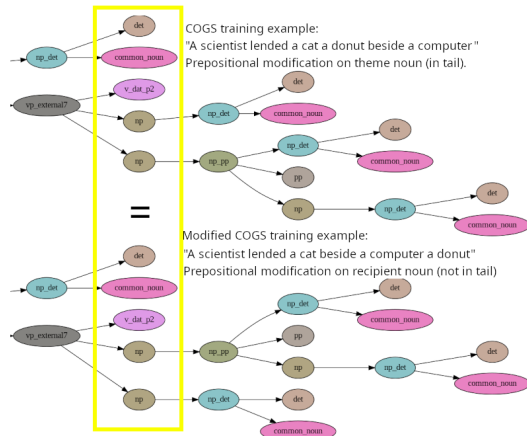 COGS training example:
"A scientist lended a cat a donut beside a computer"
Prepositional modification on theme noun (in tail).
det
np_det
common_noun
v_dat_p2
vp_external7
np
np_det
det
common_noun
np
np_pp
np_det
det
common_noun
pp
np
np_det
det
common_noun
=
Modified COGS training example:
"A scientist lended a cat beside a computer a donut"
Prepositional modification on recipient noun (not in tail)
det
np_det
common_noun
v_dat_p2
vp_external7
np
np_pp
np_det
det
common_noun
pp
np
np_det
det
common_noun
np
np_det
det
common_noun